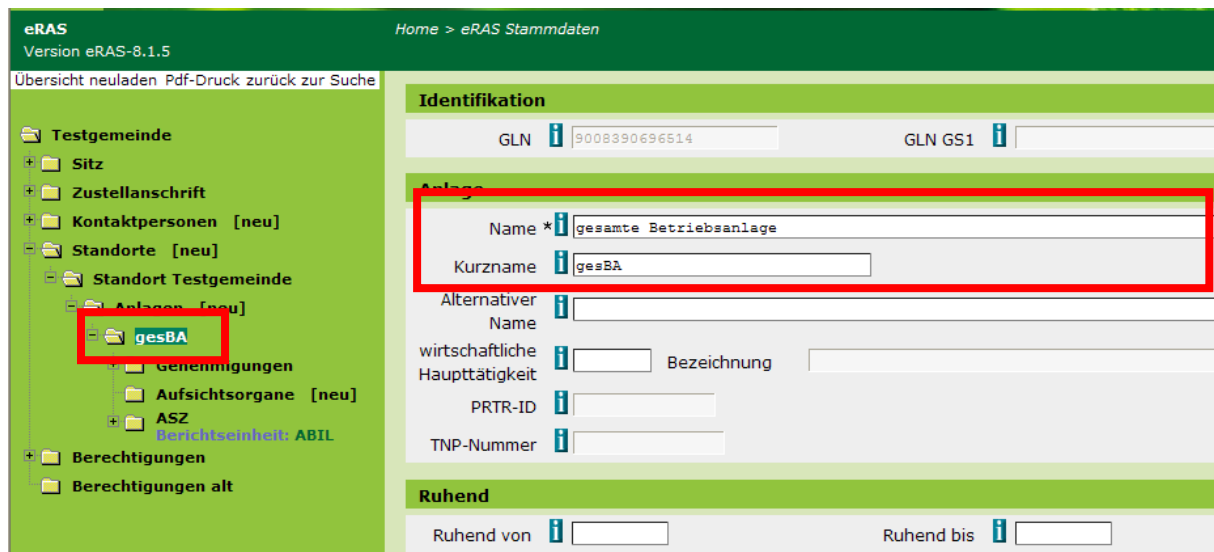 eRAS
Version eRAS-8.1.5
Home > eRAS Stammdaten
Übersicht neuladen Pdf-Druck zurück zur Suche
Testgemeinde
Sitz
Zustellanschrift
Kontaktpersonen [neu]
Standorte [neu]
Standort Testgemeinde
Anlagen [neu]
gesBA
Genehmigungen
Aufsichtsorgane [neu]
ASZ
Berichtseinheit: ABIL
Berechtigungen
Berechtigungen alt
Identifikation
GLN i 9008390696514 GLN GS1 i
Anlage
Name * i gesamte Betriebsanlage
Kurzname i gesBA
Alternativer i
Name
wirtschaftliche i Bezeichnung
Haupttätigkeit
PRTR-ID i
TNP-Nummer i
Ruhend
Ruhend von i Ruhend bis i